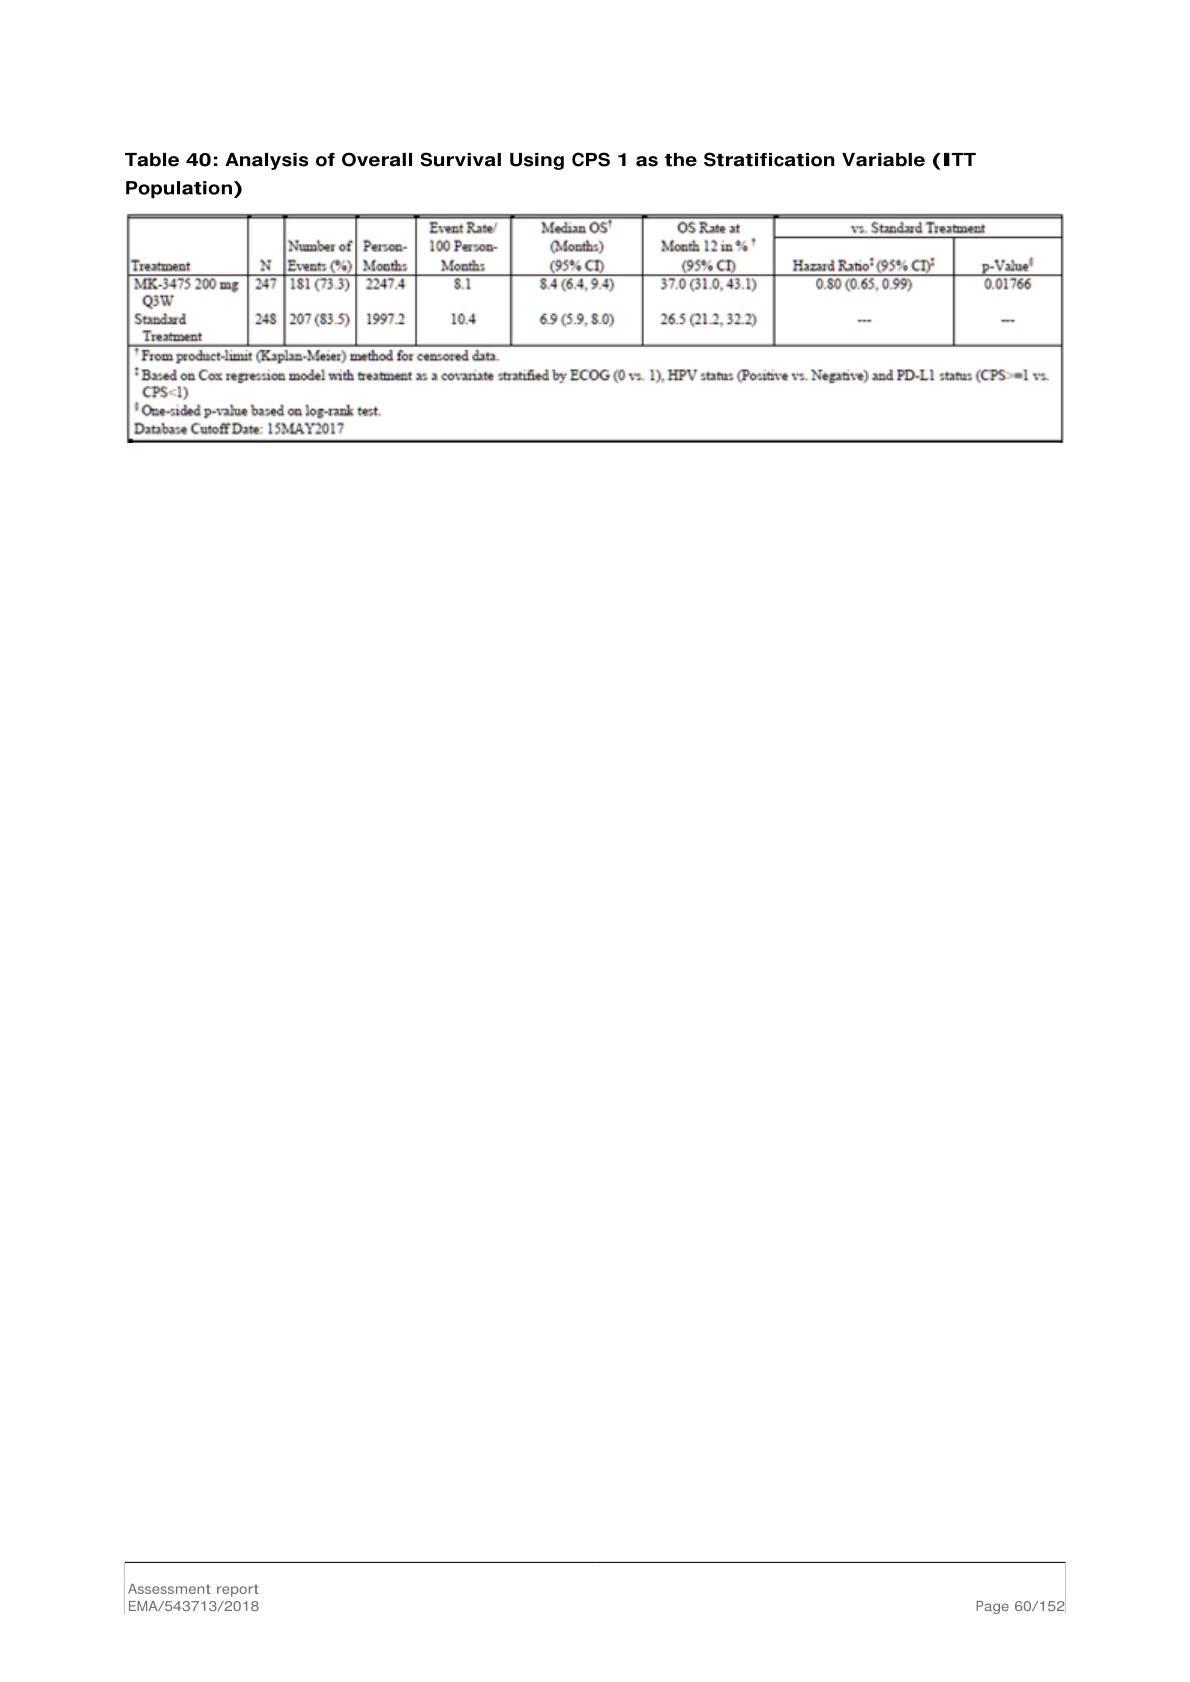 Table 40: Analysis of Overall Survival Using CPS 1 as the Stratification Variable (ITT
Population)
Event Rate/ Median OS† OS Rate at vs. Standard Treatment
Number of Person- 100 Person- (Months) Month 12 in % †
Treatment N Events (%) Months Months (95% CI) (95% CI) Hazard Ratio‡ (95% CI)‡ p-Value§
MK-3475 200 mg 247 181 (73.3) 2247.4 8.1 8.4 (6.4, 9.4) 37.0 (31.0, 43.1) 0.80 (0.65, 0.99) 0.01766
Q3W
Standard 248 207 (83.5) 1997.2 10.4 6.9 (5.9, 8.0) 26.5 (21.2, 32.2) --- ---
Treatment
† From product-limit (Kaplan-Meier) method for censored data.
‡ Based on Cox regression model with treatment as a covariate stratified by ECOG (0 vs. 1), HPV status (Positive vs. Negative) and PD-L1 status (CPS>=1 vs.
CPS<1)
§ One-sided p-value based on log-rank test.
Database Cutoff Date: 15MAY2017
Assessment report
EMA/543713/2018 Page 60/152